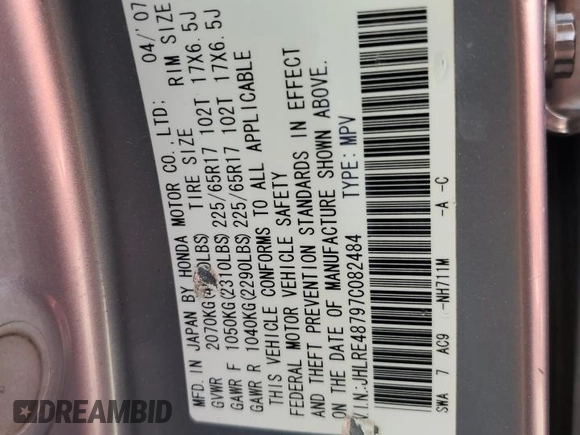 MFD. IN JAPAN BY HONDA MOTOR CO., LTD: 04/'07
TIRE SIZE RIM SIZE
GVWR 2070KG( LBS)
GAWR F 1050KG(2310LBS) 225/65R17 102T 17X6.5J
GAWR R 1040KG(2290LBS) 225/65R17 102T 17X6.5J
THIS VEHICLE CONFORMS TO ALL APPLICABLE
FEDERAL MOTOR VEHICLE SAFETY
AND THEFT PREVENTION STANDARDS IN EFFECT
ON THE DATE OF MANUFACTURE SHOWN ABOVE.
V.I.N:JHLRE48797C082484 TYPE: MPV
SWA 7 AC9 -NH711M -A -C
DREAMBID